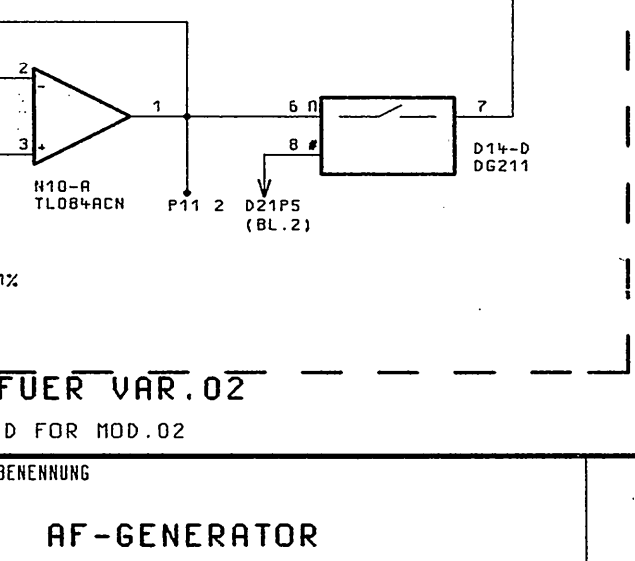 2
-
1
6 n
7
3
+
8 #
D14-D
DG211
N10-A
TL084ACN
P11 2
D21P5
(BL.2)
1%
FUER VAR.02
D FOR MOD.02
BENENNUNG
AF-GENERATOR